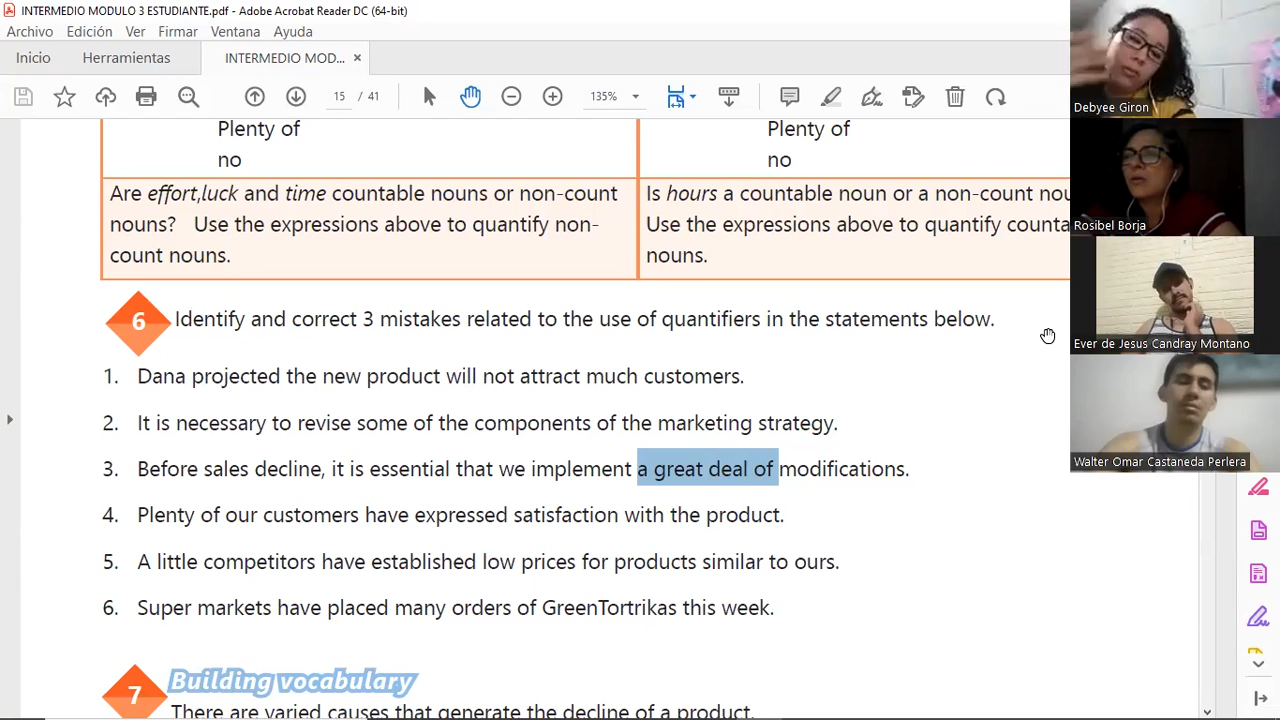 INTERMEDIO MODULO 3 ESTUDIANTE.pdf - Adobe Acrobat Reader DC (64-bit)
Archivo Edición Ver Firmar Ventana Ayuda
Inicio Herramientas INTERMEDIO MOD... ×
15 / 41 135%
Plenty of Plenty of
no no
Are effort,luck and time countable nouns or non-count
nouns? Use the expressions above to quantify non-
count nouns.
Is hours a countable noun or a non-count nou
Use the expressions above to quantify counta
nouns.
6 Identify and correct 3 mistakes related to the use of quantifiers in the statements below.
1. Dana projected the new product will not attract much customers.
2. It is necessary to revise some of the components of the marketing strategy.
3. Before sales decline, it is essential that we implement a great deal of modifications.
4. Plenty of our customers have expressed satisfaction with the product.
5. A little competitors have established low prices for products similar to ours.
6. Super markets have placed many orders of GreenTortrikas this week.
7 Building vocabulary
There are varied causes that generate the decline of a product.
Debyee Giron
Rosibel Borja
Ever de Jesus Candray Montano
Walter Omar Castaneda Perlera